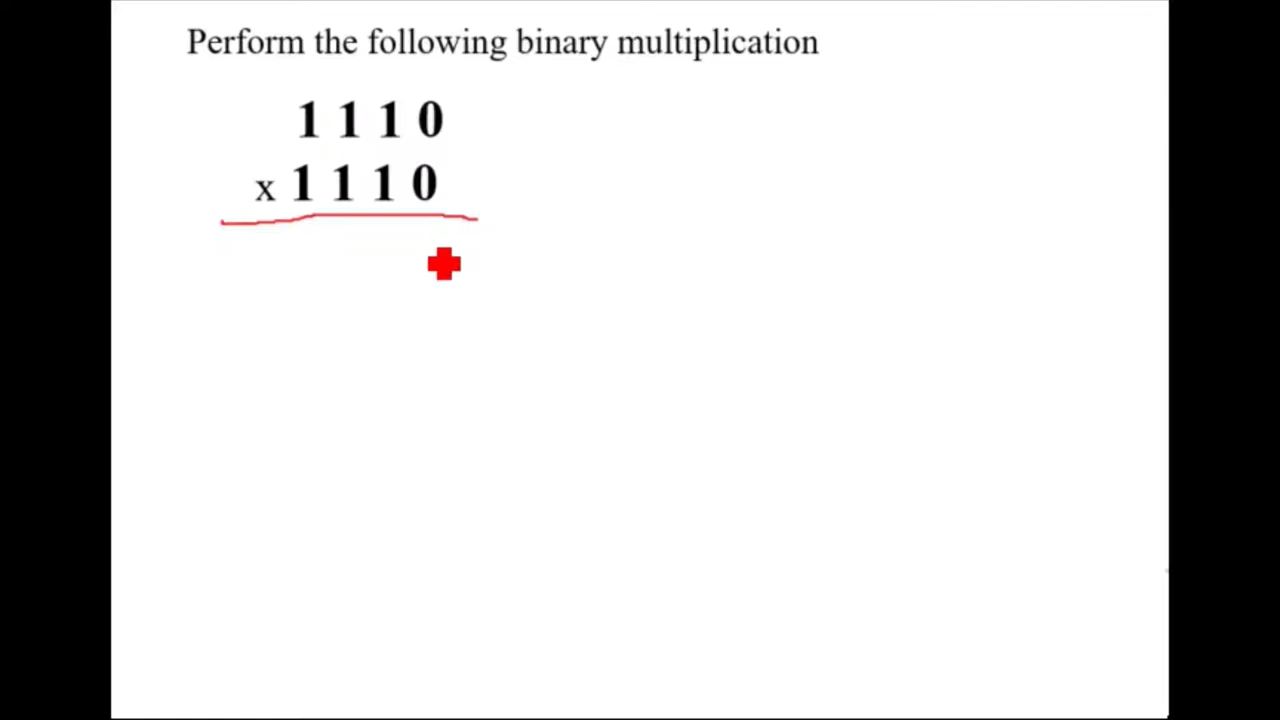 Perform the following binary multiplication
1 1 1 0
x 1 1 1 0